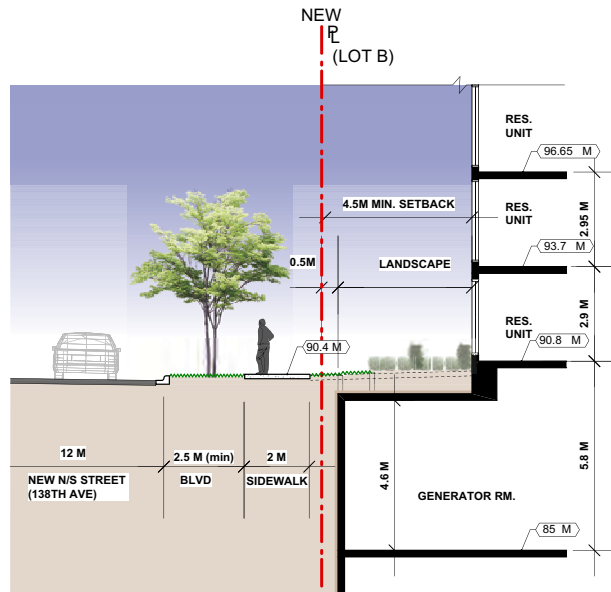 NEW
PL
(LOT B)
RES.
UNIT
96.65 M
4.5M MIN. SETBACK
RES.
UNIT
2.95 M
93.7 M
0.5M
LANDSCAPE
2.9 M
RES.
UNIT
90.8 M
90.4 M
12 M
2.5 M (min)
2 M
NEW N/S STREET
(138TH AVE)
BLVD
SIDEWALK
4.6 M
GENERATOR RM.
5.8 M
85 M